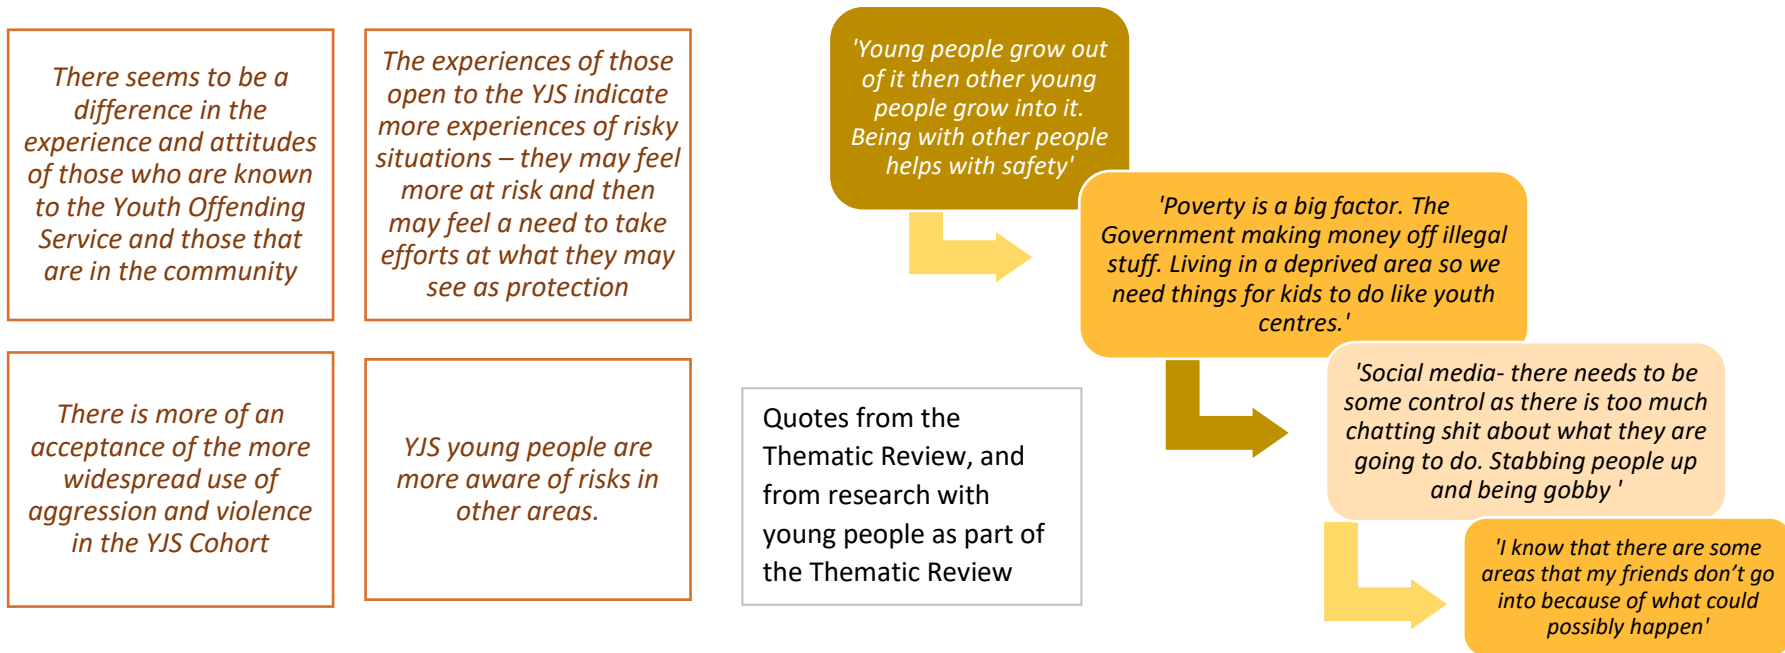 There seems to be a
difference in the
experience and attitudes
of those who are known
to the Youth Offending
Service and those that
are in the community
The experiences of those
open to the YJS indicate
more experiences of risky
situations – they may feel
more at risk and then
may feel a need to take
efforts at what they may
see as protection
There is more of an
acceptance of the more
widespread use of
aggression and violence
in the YJS Cohort
YJS young people are
more aware of risks in
other areas.
Quotes from the
Thematic Review, and
from research with
young people as part of
the Thematic Review
'Young people grow out
of it then other young
people grow into it.
Being with other people
helps with safety'
'Poverty is a big factor. The
Government making money off illegal
stuff. Living in a deprived area so we
need things for kids to do like youth
centres.'
'Social media- there needs to be
some control as there is too much
chatting shit about what they are
going to do. Stabbing people up
and being gobby '
'I know that there are some
areas that my friends don’t go
into because of what could
possibly happen'